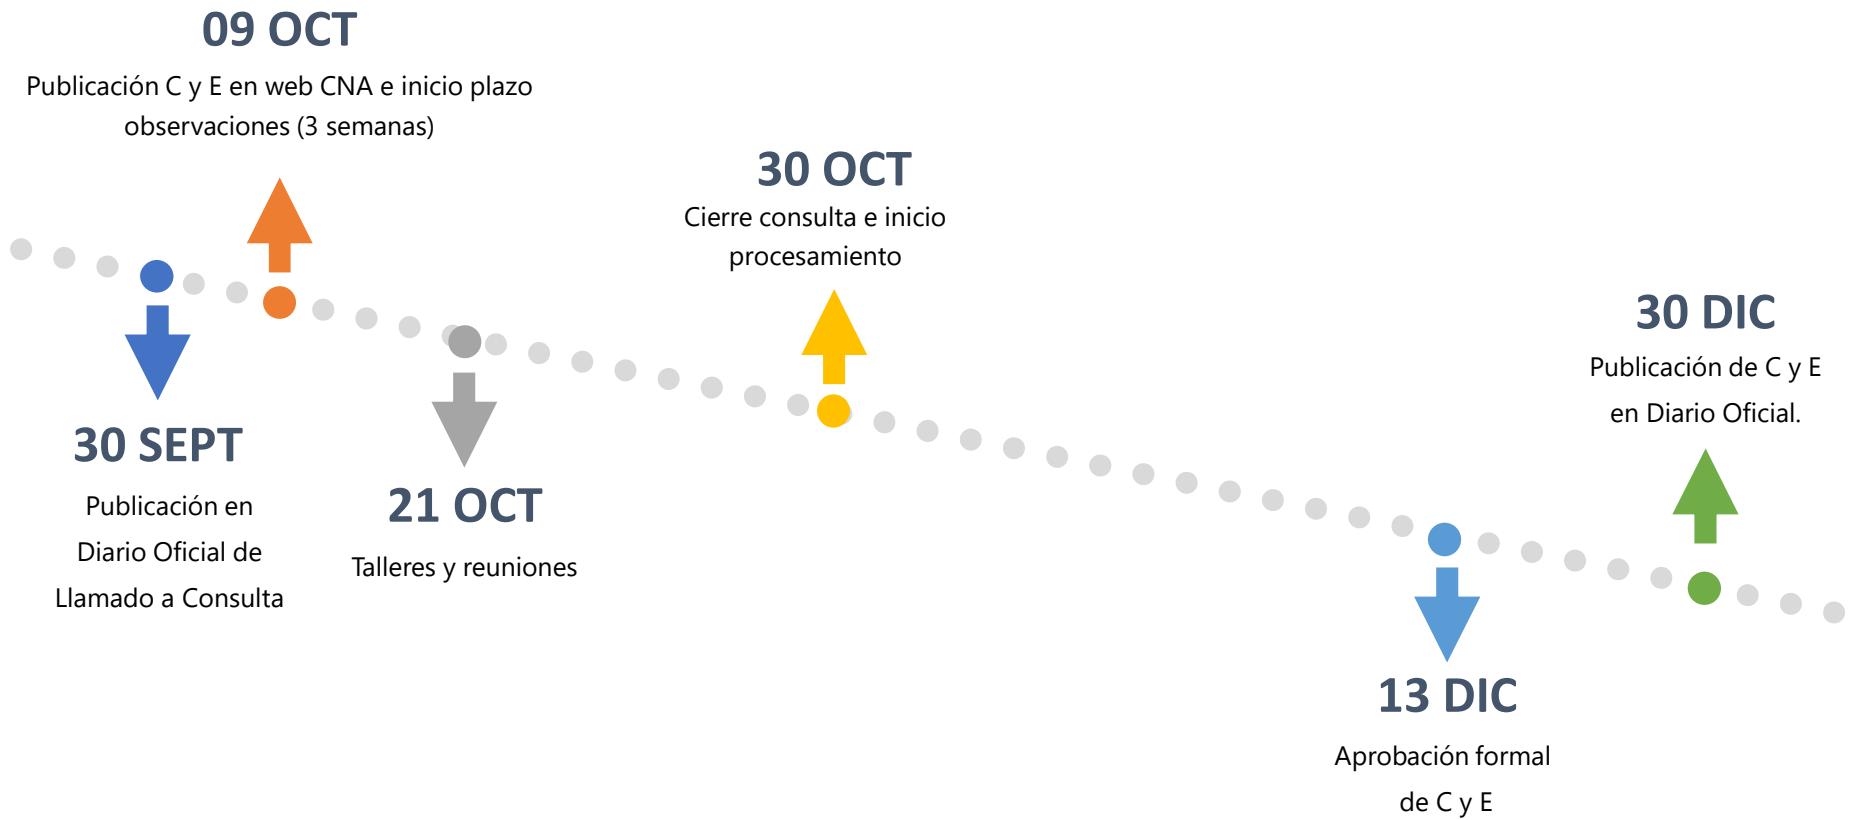 09 OCT
Publicación C y E en web CNA e inicio plazo
observaciones (3 semanas)
30 SEPT
Publicación en
Diario Oficial de
Llamado a Consulta
21 OCT
Talleres y reuniones
30 OCT
Cierre consulta e inicio
procesamiento
13 DIC
Aprobación formal
de C y E
30 DIC
Publicación de C y E
en Diario Oficial.